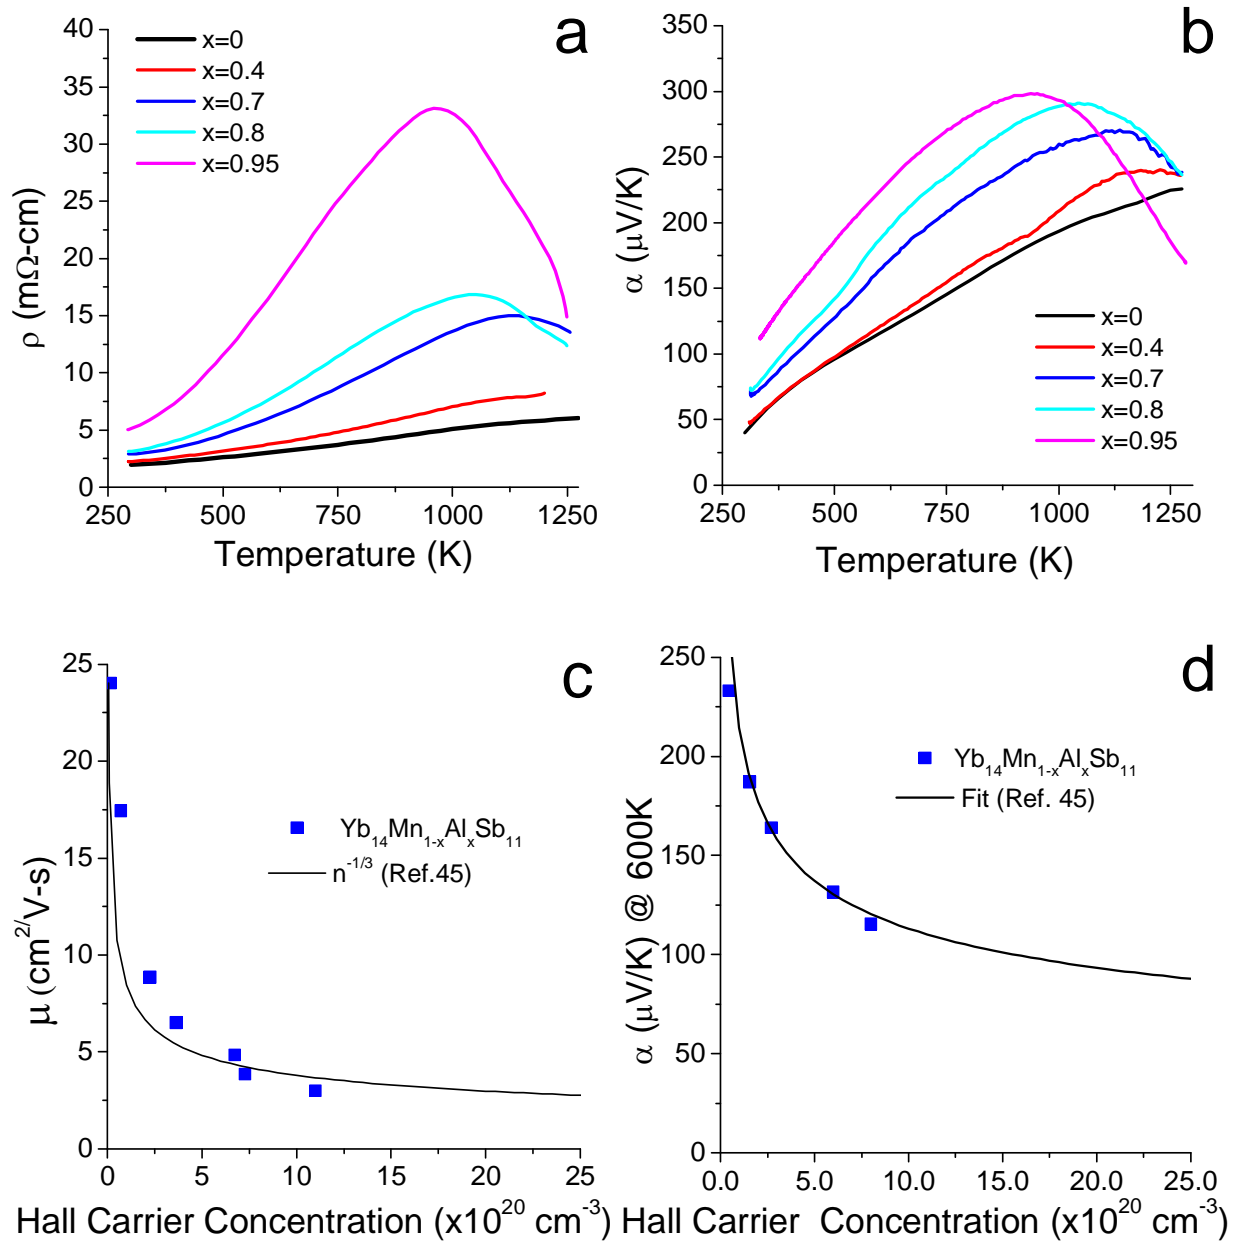 a
40
35
30
25
20
15
10
5
0
x=0
x=0.4
x=0.7
x=0.8
x=0.95
ρ (mΩ-cm)
250 500 750 1000 1250
Temperature (K)
b
350
300
250
200
150
100
50
0
α (μV/K)
x=0
x=0.4
x=0.7
x=0.8
x=0.95
250 500 750 1000 1250
Temperature (K)
c
25
20
15
10
5
0
μ (cm²/V-s)
Yb₁₄Mn₁₋ₓAlₓSb₁₁
n⁻¹/³ (Ref.45)
0 5 10 15 20 25
Hall Carrier Concentration (x10²⁰ cm⁻³)
d
250
200
150
100
50
0
α (μV/K) @ 600K
Yb₁₄Mn₁₋ₓAlₓSb₁₁
Fit (Ref. 45)
0.0 5.0 10.0 15.0 20.0 25.0
Hall Carrier Concentration (x10²⁰ cm⁻³)